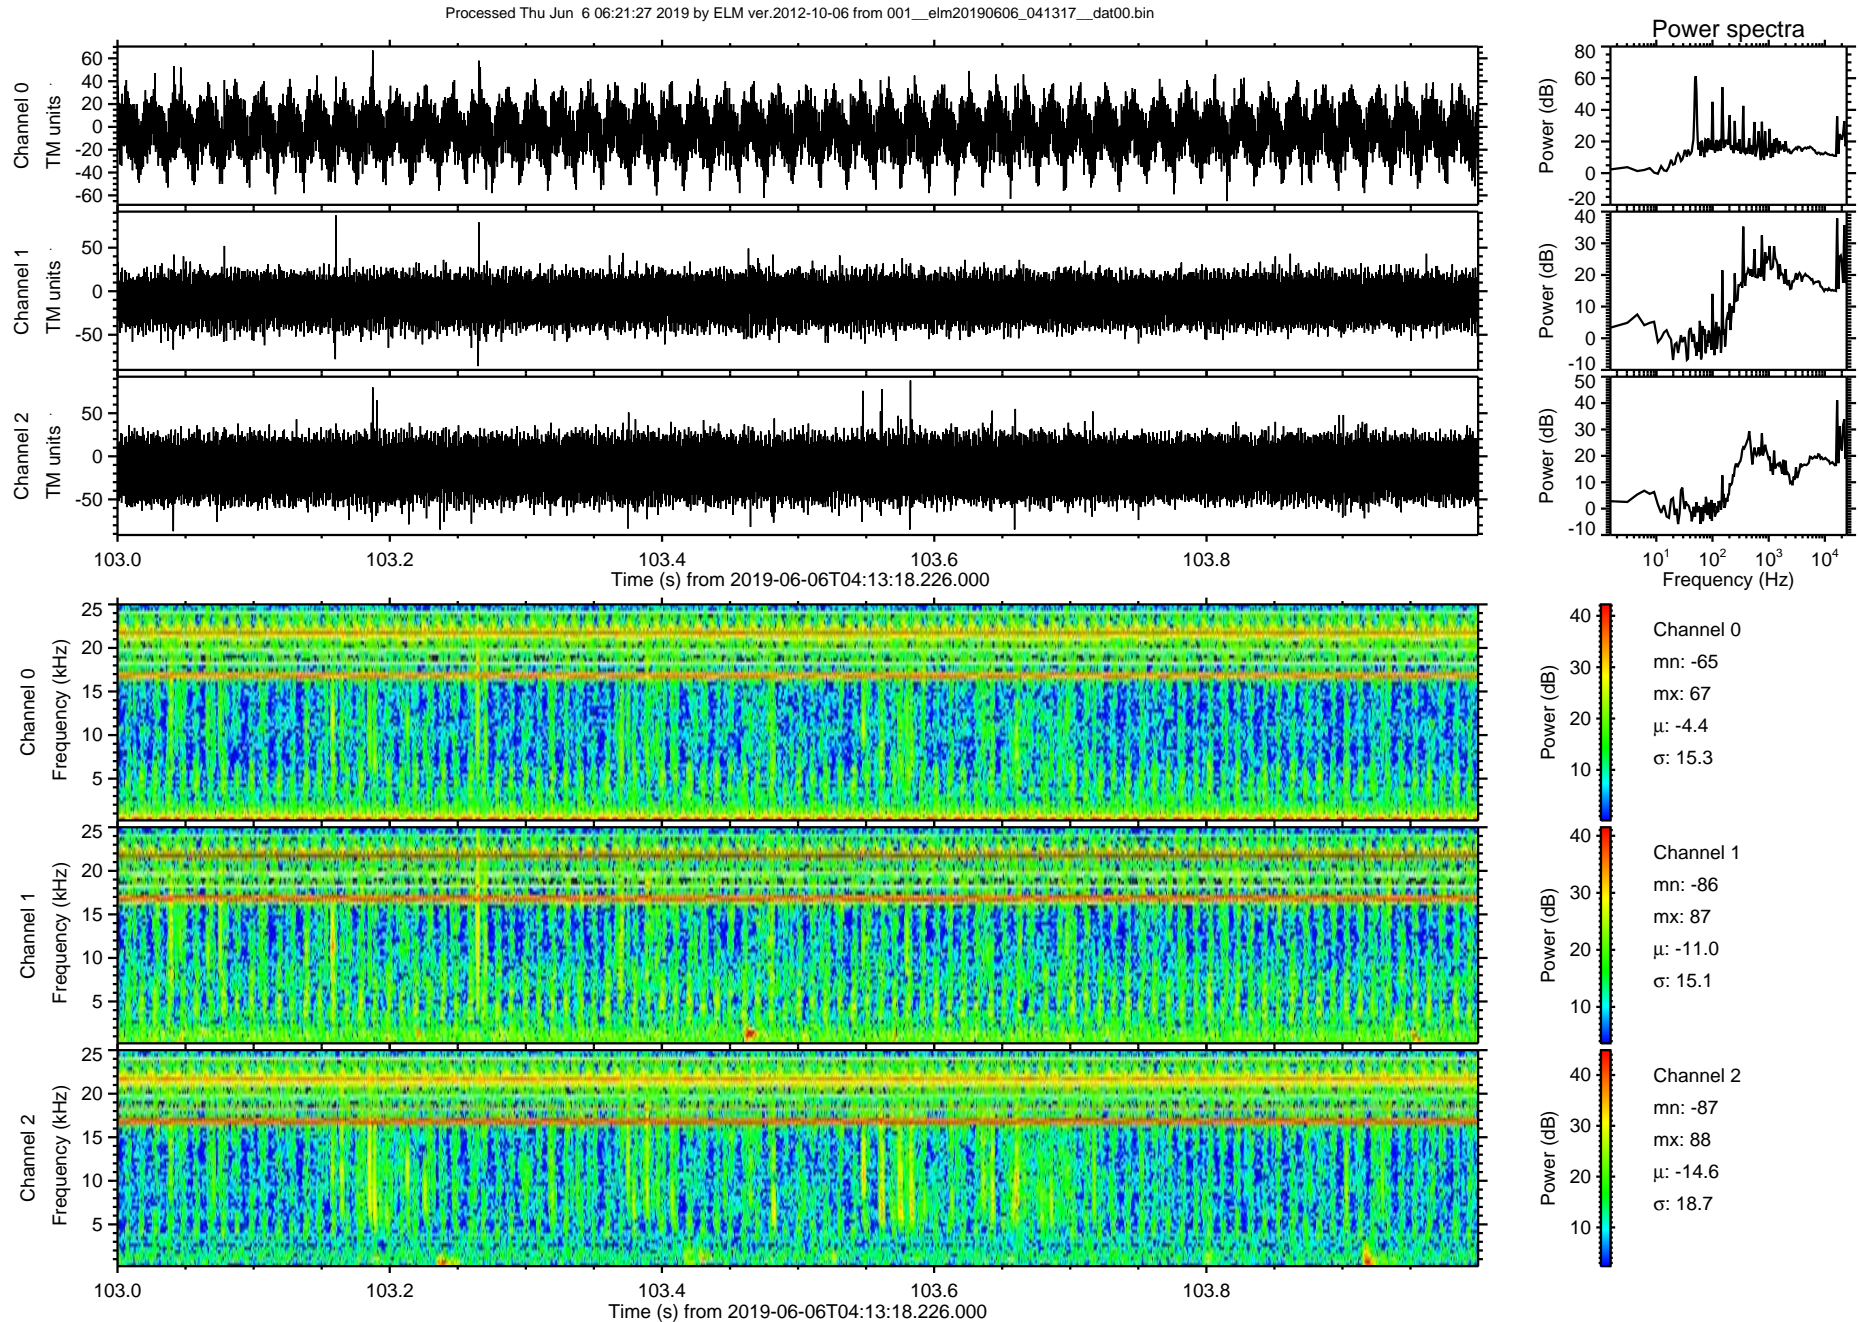 Processed Thu Jun  6 06:21:27 2019 by ELM ver.2012-10-06 from 001__elm20190606_041317__dat00.bin
Power spectra
Channel 0
TM units
60
40
20
0
-20
-40
-60
Power (dB)
80
60
40
20
0
-20
Channel 1
TM units
50
0
-50
Power (dB)
40
30
20
10
0
-10
Channel 2
TM units
50
0
-50
Power (dB)
50
40
30
20
10
0
-10
103.0 103.2 103.4 103.6 103.8
Time (s) from 2019-06-06T04:13:18.226.000
10¹ 10² 10³ 10⁴
Frequency (Hz)
Channel 0
Frequency (kHz)
25
20
15
10
5
Power (dB)
40
30
20
10
Channel 0
mn: -65
mx: 67
μ: -4.4
σ: 15.3
Channel 1
Frequency (kHz)
25
20
15
10
5
Power (dB)
40
30
20
10
Channel 1
mn: -86
mx: 87
μ: -11.0
σ: 15.1
Channel 2
Frequency (kHz)
25
20
15
10
5
Power (dB)
40
30
20
10
Channel 2
mn: -87
mx: 88
μ: -14.6
σ: 18.7
103.0 103.2 103.4 103.6 103.8
Time (s) from 2019-06-06T04:13:18.226.000